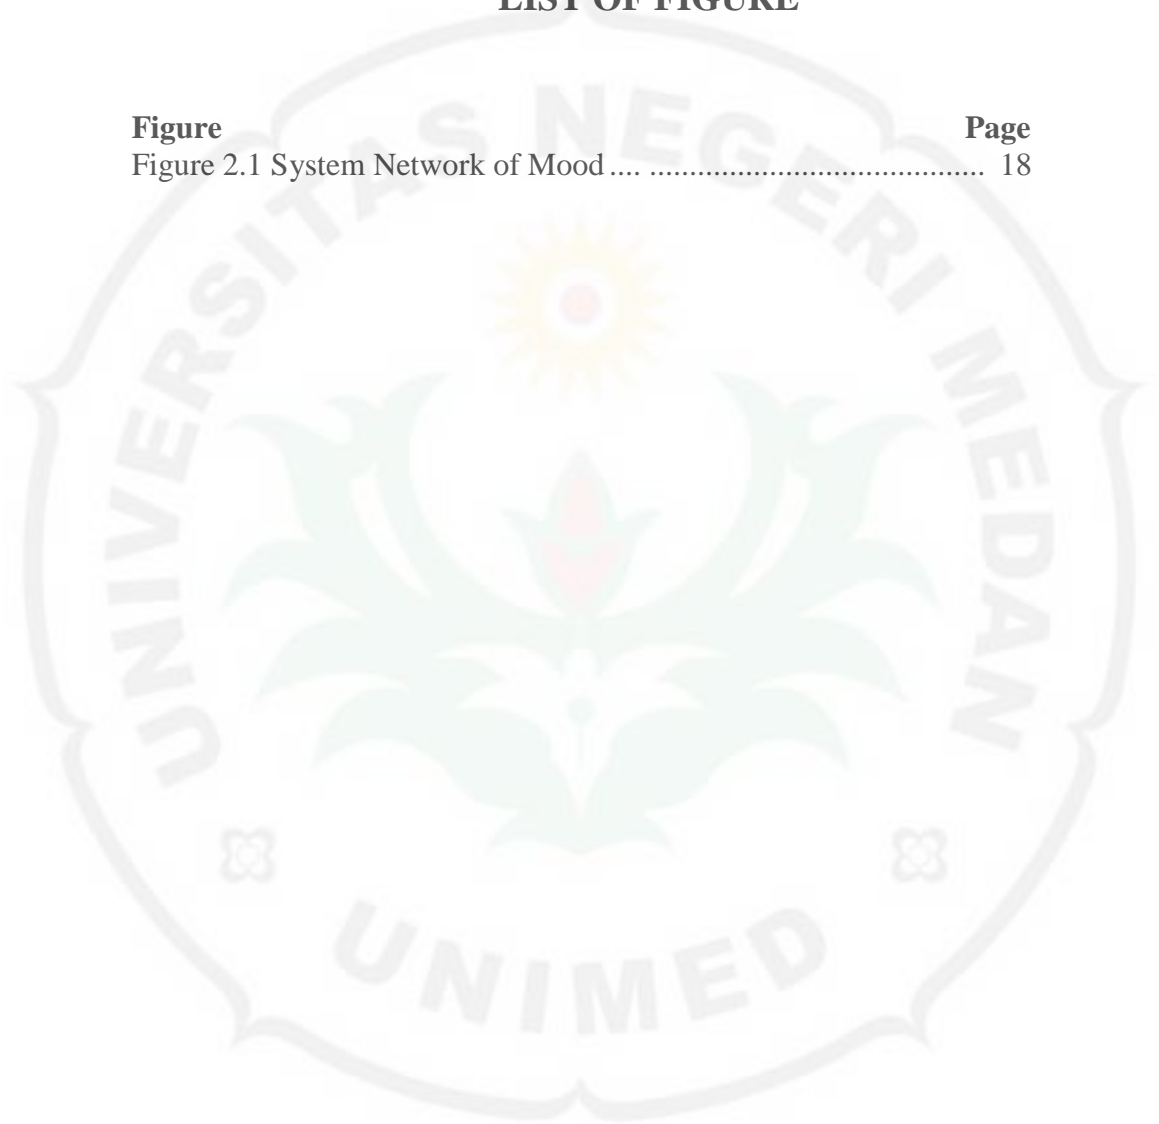 LIST OF FIGURE
Figure Page
Figure 2.1 System Network of Mood .... .......................................... 18
UNIVERSITAS NEGERI MEDAN
UNIMED